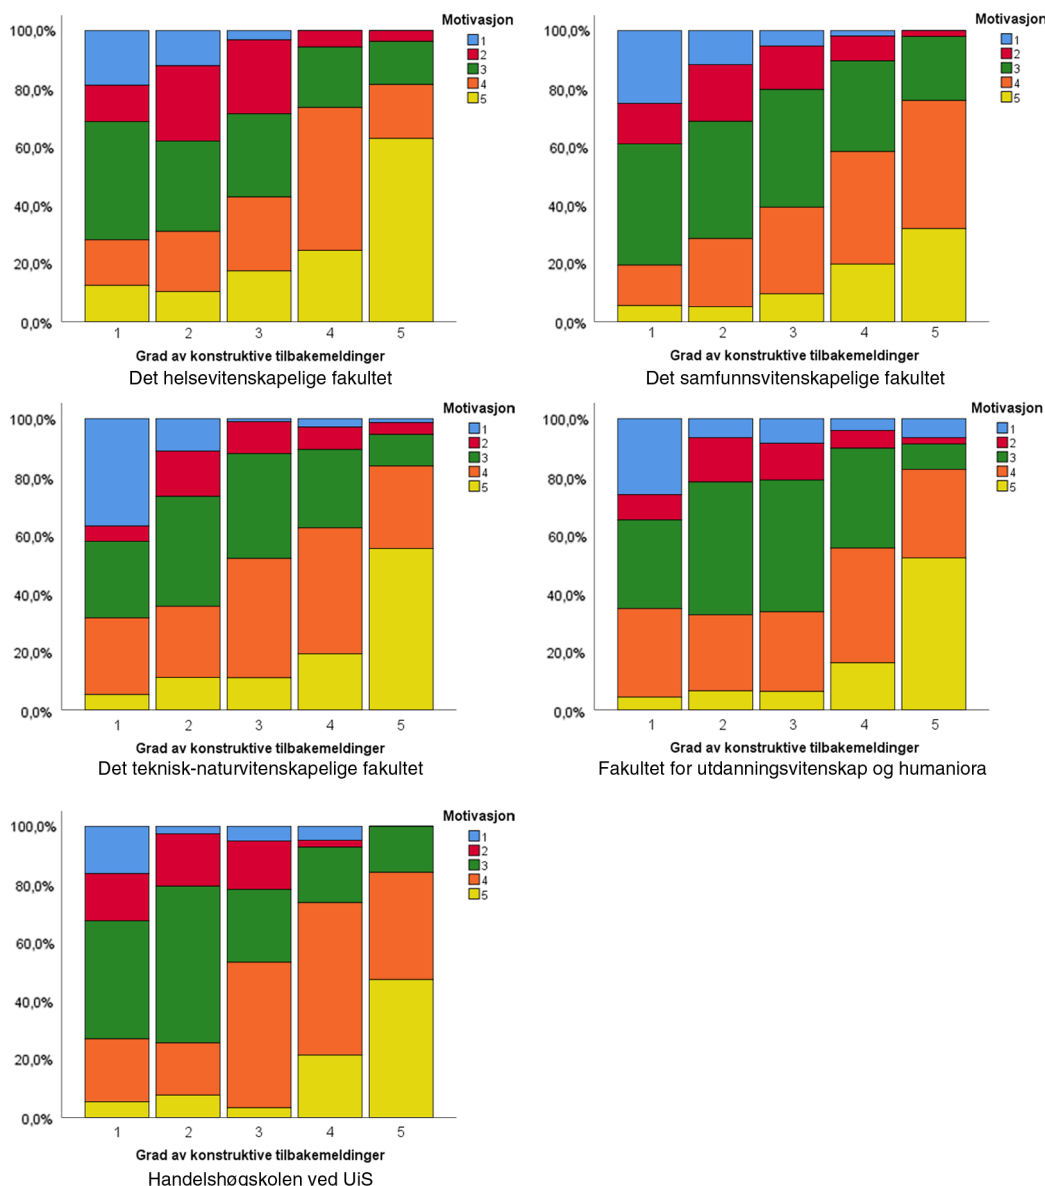 Motivasjon
1
2
3
4
5
100,0%
80,0%
60,0%
40,0%
20,0%
0,0%
1 2 3 4 5
Grad av konstruktive tilbakemeldinger
Det helsevitenskapelige fakultet
Motivasjon
1
2
3
4
5
100,0%
80,0%
60,0%
40,0%
20,0%
0,0%
1 2 3 4 5
Grad av konstruktive tilbakemeldinger
Det samfunnsvitenskapelige fakultet
Motivasjon
1
2
3
4
5
100,0%
80,0%
60,0%
40,0%
20,0%
0,0%
1 2 3 4 5
Grad av konstruktive tilbakemeldinger
Det teknisk-naturvitenskapelige fakultet
Motivasjon
1
2
3
4
5
100,0%
80,0%
60,0%
40,0%
20,0%
0,0%
1 2 3 4 5
Grad av konstruktive tilbakemeldinger
Fakultet for utdanningsvitenskap og humaniora
Motivasjon
1
2
3
4
5
100,0%
80,0%
60,0%
40,0%
20,0%
0,0%
1 2 3 4 5
Grad av konstruktive tilbakemeldinger
Handelshøgskolen ved UiS